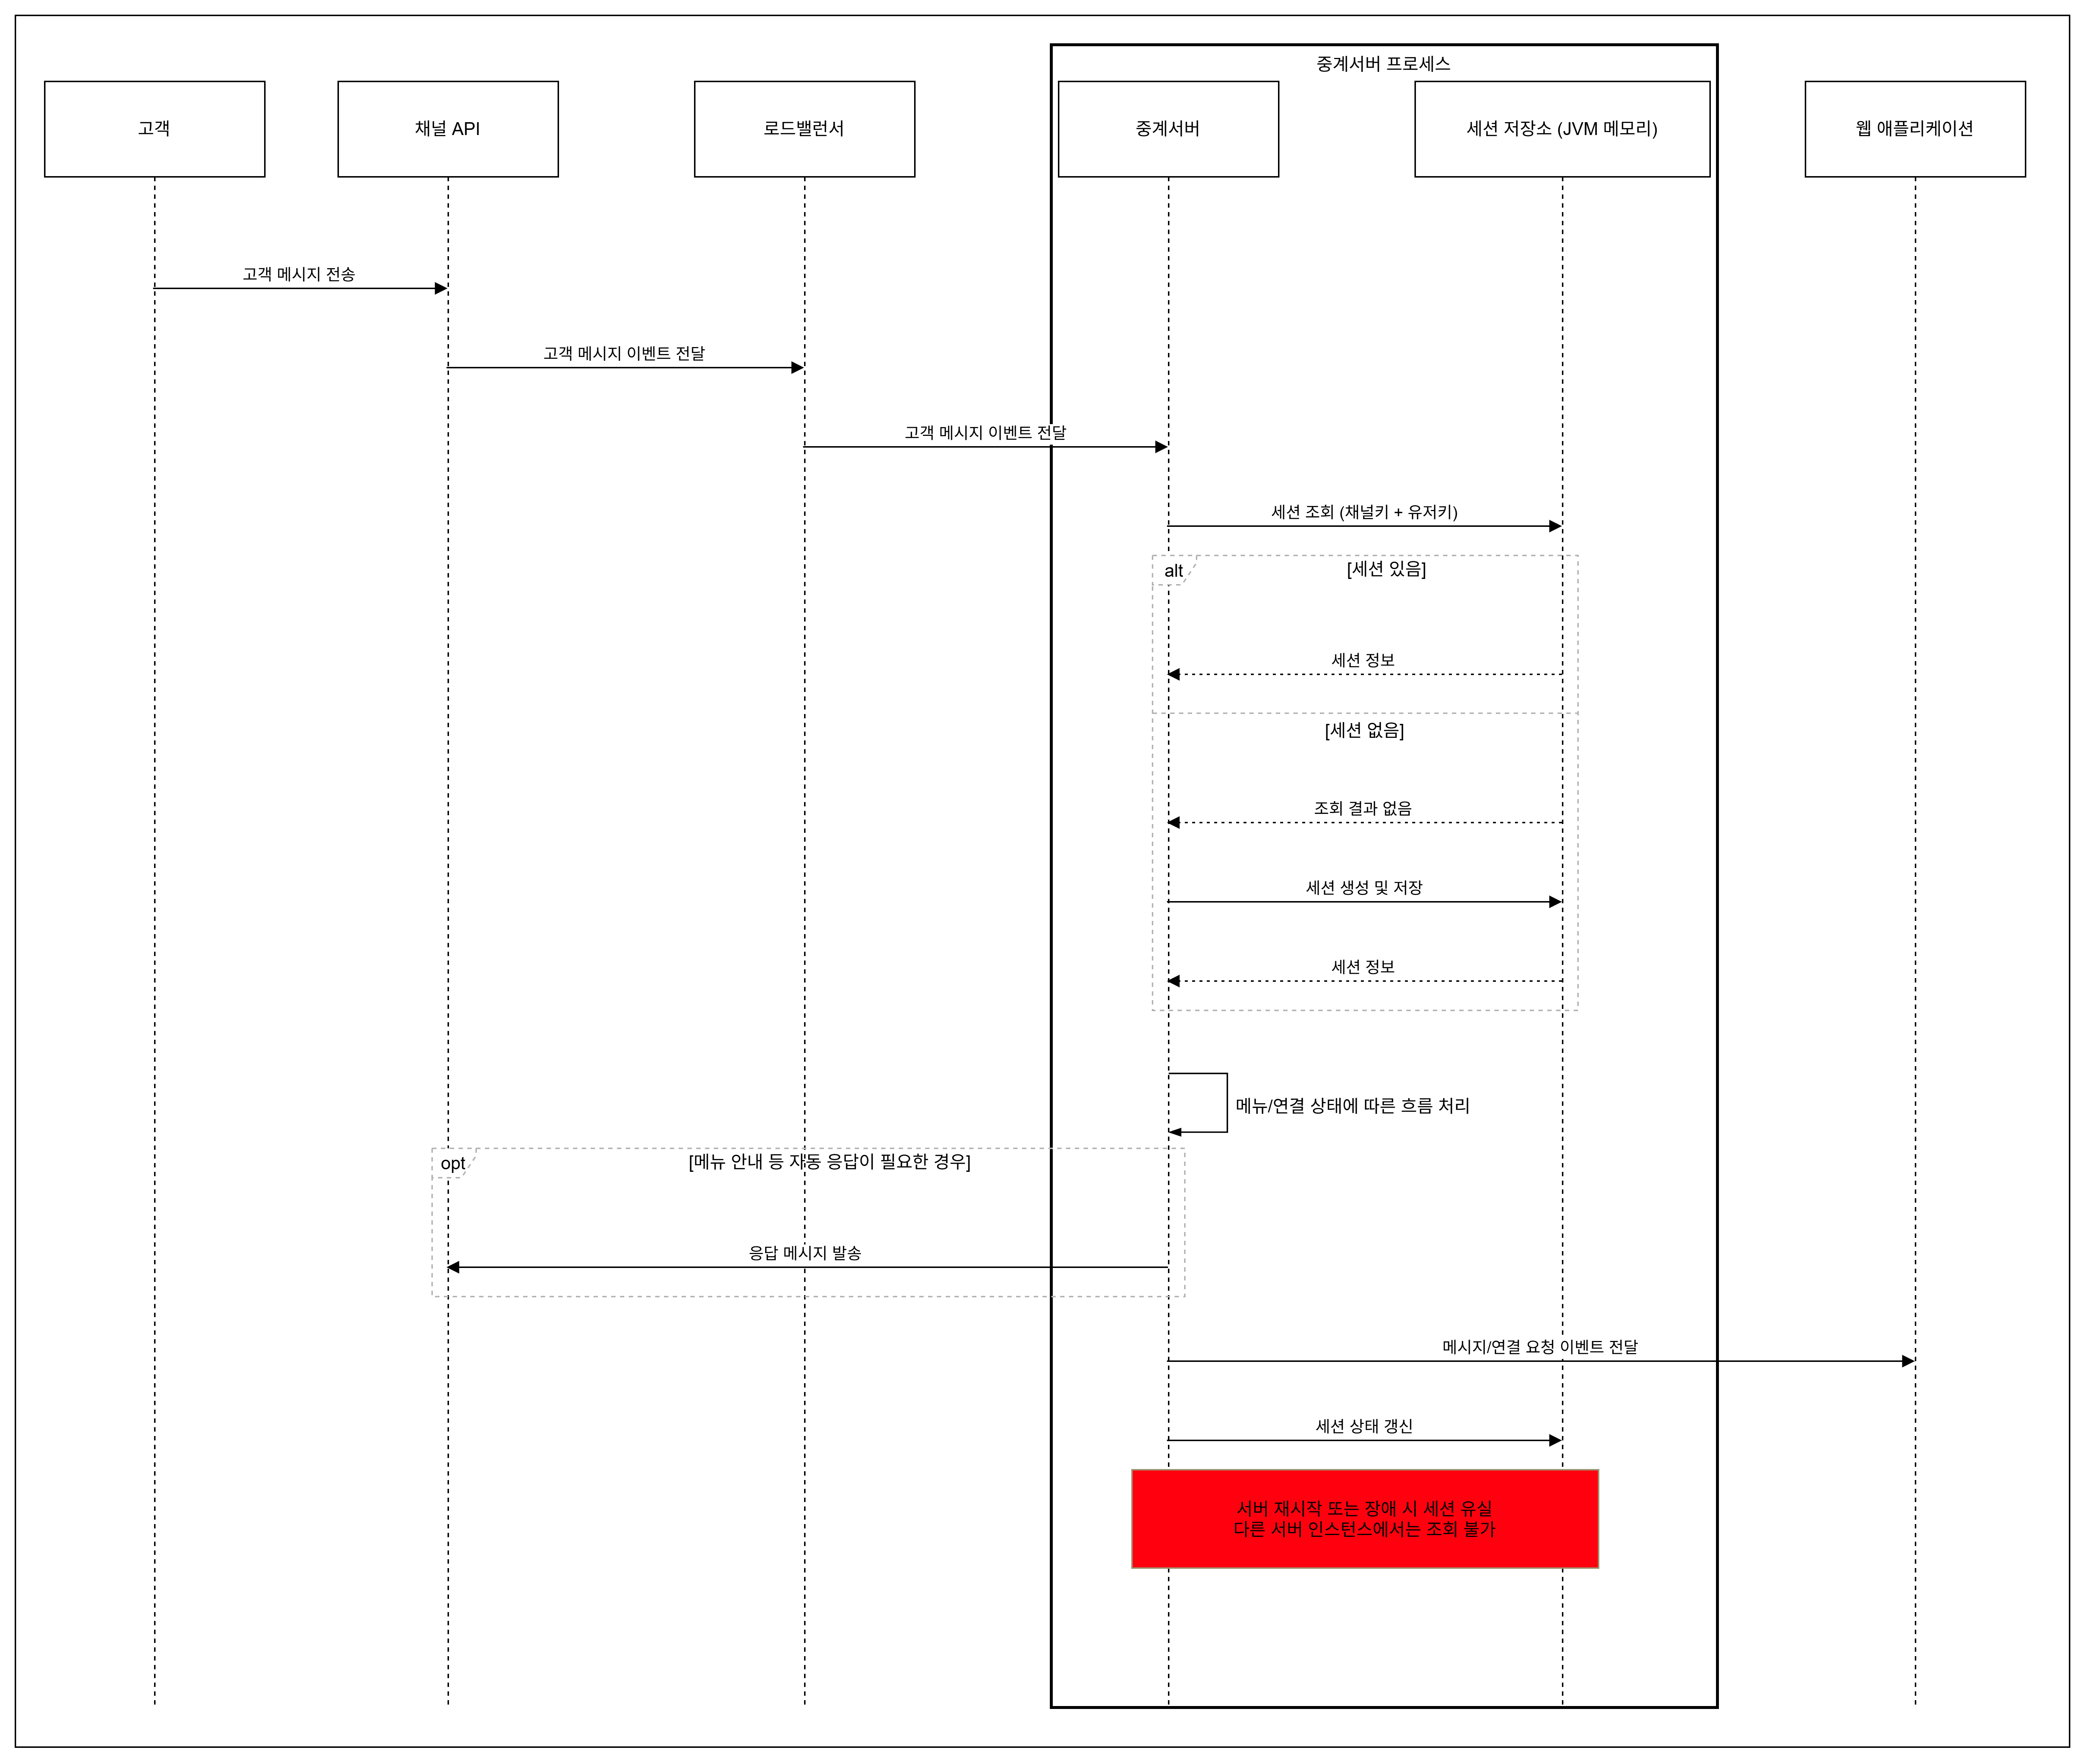 중계서버 프로세스
고객
채널 API
로드밸런서
중계서버
세션 저장소 (JVM 메모리)
웹 애플리케이션
고객 메시지 전송
고객 메시지 이벤트 전달
고객 메시지 이벤트 전달
세션 조회 (채널키 + 유저키)
alt
[세션 있음]
세션 정보
[세션 없음]
조회 결과 없음
세션 생성 및 저장
세션 정보
메뉴/연결 상태에 따른 흐름 처리
opt
[메뉴 안내 등 자동 응답이 필요한 경우]
응답 메시지 발송
메시지/연결 요청 이벤트 전달
세션 상태 갱신
서버 재시작 또는 장애 시 세션 유실
다른 서버 인스턴스에서는 조회 불가